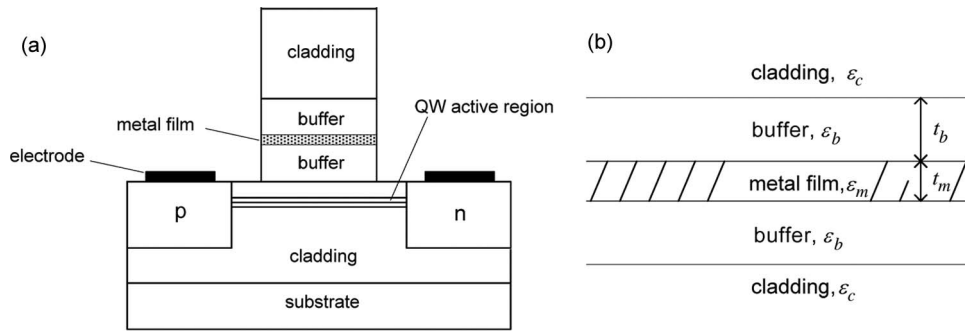 (a)
cladding
buffer
metal film
buffer
QW active region
electrode
p
n
cladding
substrate
(b)
cladding, εc
buffer, εb
tb
metal film, εm
tm
buffer, εb
cladding, εc